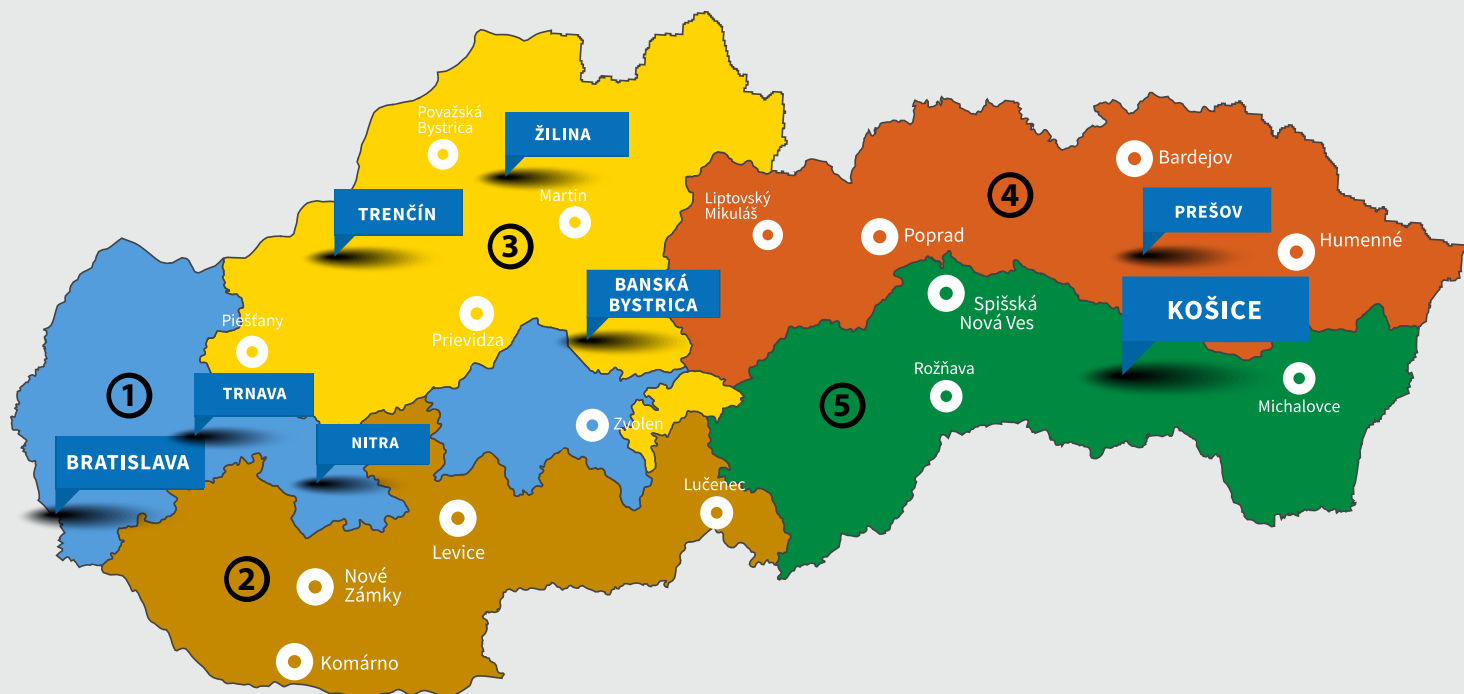 Považská
Bystrica
ŽILINA
Bardejov
4
Martin
Liptovský
Mikuláš
TRENČÍN
PREŠOV
3
Poprad
Humenné
BANSKÁ
BYSTRICA
Spišská
Nová Ves
KOŠICE
Piešťany
Prievidza
Rožňava
1
TRNAVA
5
Michalovce
Zvolen
NITRA
BRATISLAVA
Lučenec
Levice
2
Nové
Zámky
Komárno